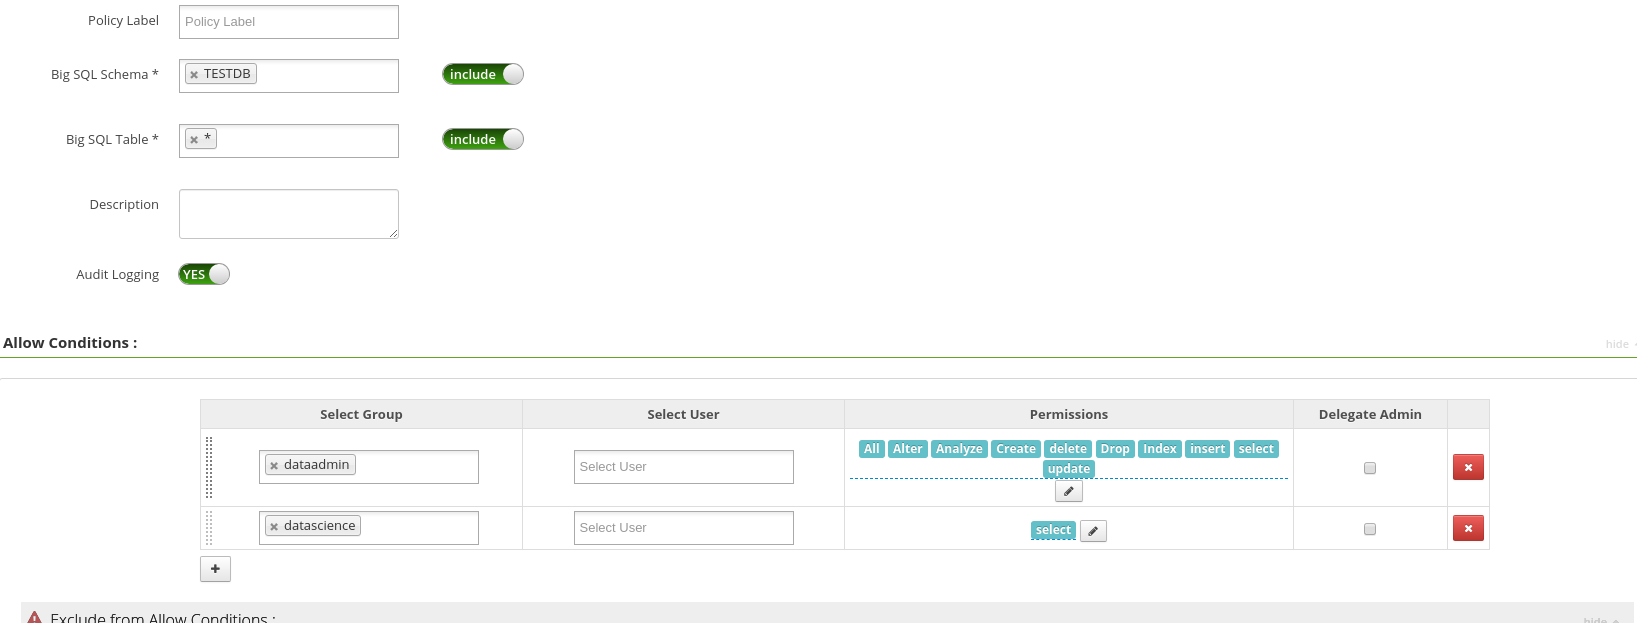 Policy Label Policy Label
Big SQL Schema * × TESTDB include
Big SQL Table * × * include
Description
Audit Logging YES
Allow Conditions : hide
Select Group Select User Permissions Delegate Admin
× dataadmin Select User All Alter Analyze Create delete Drop Index insert select
update
× datascience Select User select
+
Exclude from Allow Conditions : hide